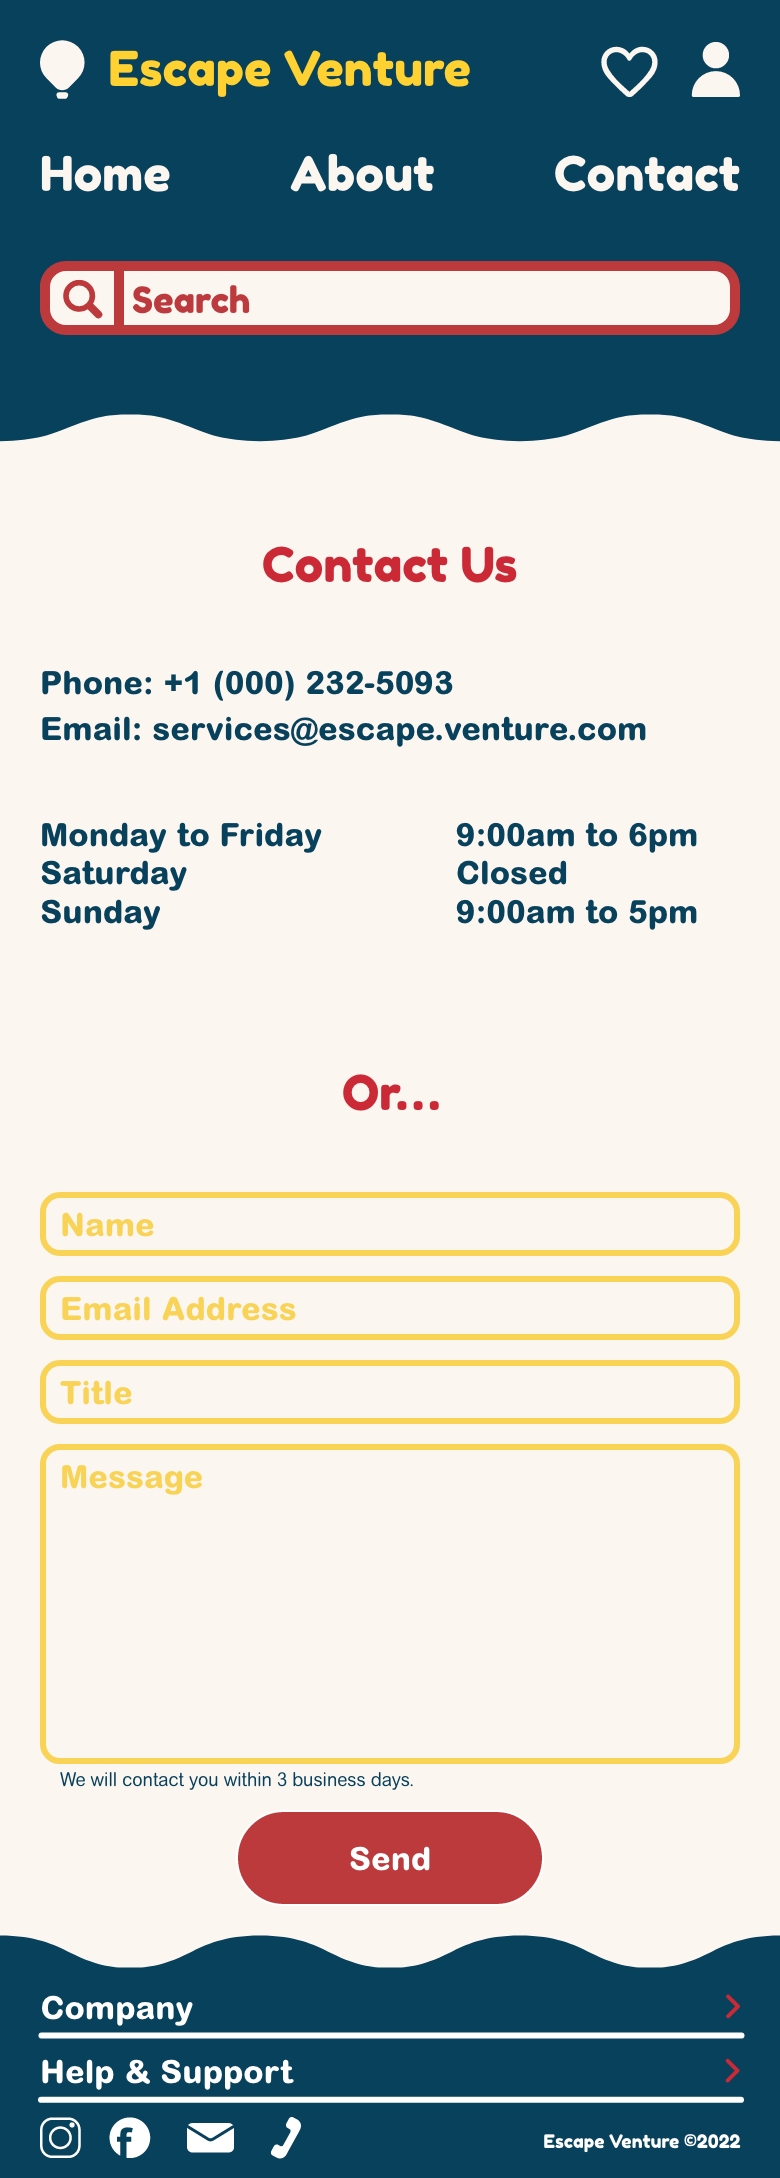 Escape Venture
Home About Contact
Search
Contact Us
Phone: +1 (000) 232-5093
Email: services@escape.venture.com
Monday to Friday 9:00am to 6pm
Saturday Closed
Sunday 9:00am to 5pm
Or...
Name
Email Address
Title
Message
We will contact you within 3 business days.
Send
Company
Help & Support
Escape Venture ©2022